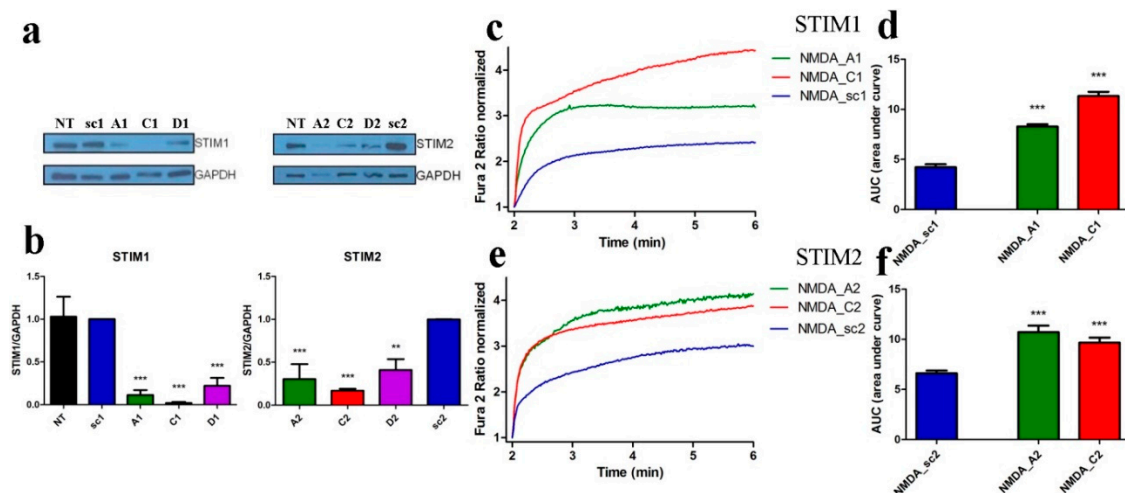 a
NT sc1 A1 C1 D1
STIM1
GAPDH
NT A2 C2 D2 sc2
STIM2
GAPDH
b
STIM1
STIM1/GAPDH
1.5
1.0
0.5
0.0
***
***
***
NT sc1 A1 C1 D1
STIM2
STIM2/GAPDH
1.5
1.0
0.5
0.0
***
***
**
A2 C2 D2 sc2
c
STIM1
Fura 2 Ratio normalized
4
3
2
1
2 3 4 5 6
Time (min)
NMDA_A1
NMDA_C1
NMDA_sc1
d
AUC (area under curve)
15
10
5
0
***
***
NMDA_sc1 NMDA_A1 NMDA_C1
e
STIM2
Fura 2 Ratio normalized
4
3
2
1
2 3 4 5 6
Time (min)
NMDA_A2
NMDA_C2
NMDA_sc2
f
AUC (area under curve)
15
10
5
0
***
***
NMDA_sc2 NMDA_A2 NMDA_C2